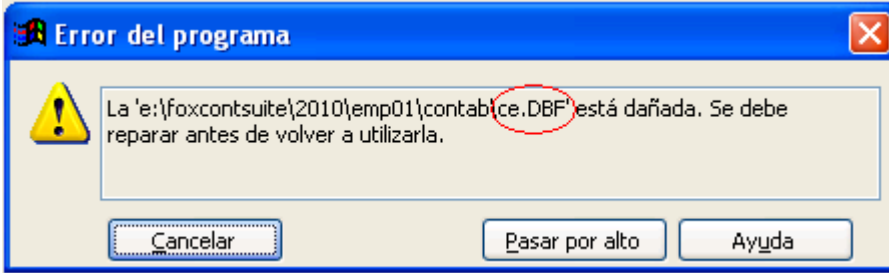 Error del programa
La 'e:\foxcontsuite\2010\emp01\contab\ce.DBF' está dañada. Se debe
reparar antes de volver a utilizarla.
Cancelar
Pasar por alto
Ayuda